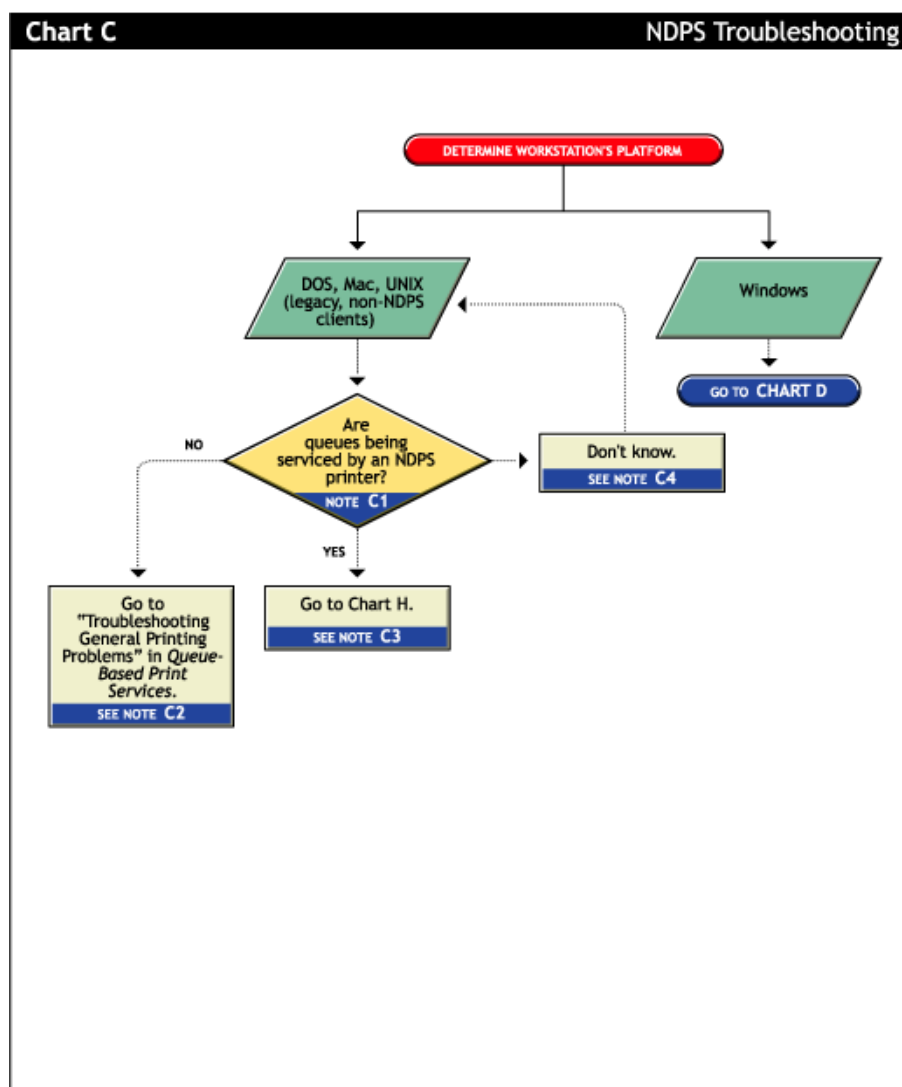 Chart C
NDPS Troubleshooting
DETERMINE WORKSTATION'S PLATFORM
DOS, Mac, UNIX
(legacy, non-NDPS
clients)
Windows
GO TO CHART D
Are
queues being
serviced by an NDPS
printer?
NOTE C1
NO
Don't know.
SEE NOTE C4
YES
Go to
“Troubleshooting
General Printing
Problems” in Queue-
Based Print
Services.
SEE NOTE C2
Go to Chart H.
SEE NOTE C3